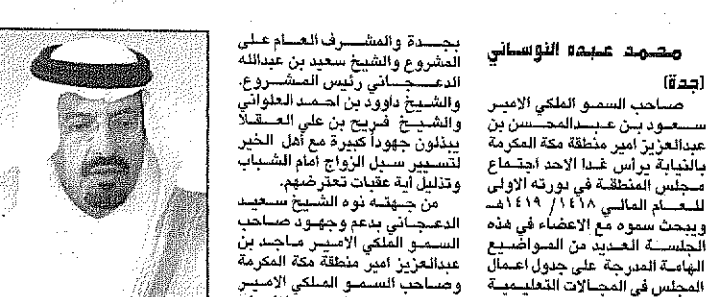 محمد عبده النوساني
(جدة)
صاحب السمو الملكي الامير
سعود بن عبدالمحسن بن
عبدالعزيز امير منطقة مكة المكرمة
بالنيابة يرأس غدا الاحد اجتماع
مجلس المنطقة في دورته الاولى
للعام المالي ١٤١٨/ ١٤١٩هـ
ويبحث سموه مع الاعضاء في هذه
الجلسة العديد من المواضيع
الهامة المدرجة على جدول اعمال
المجلس في المجالات التعليمية
بجدة والمشرف العام على
المشروع والشيخ سعيد بن عبدالله
الدعجاني رئيس المشروع.
والشيخ داوود بن احمد العلواني
والشيخ فريح بن علي العقلا
يبذلون جهوداً كبيرة مع أهل الخير
لتسيير سبل الزواج أمام الشباب
وتذليل أية عقبات تعترضهم.
من جهته نوه الشيخ سعيد
الدعجاني بدعم وجهود صاحب
السمو الملكي الامير ماجد بن
عبدالعزيز امير منطقة مكة المكرمة
وصاحب السمو الملكي الامير